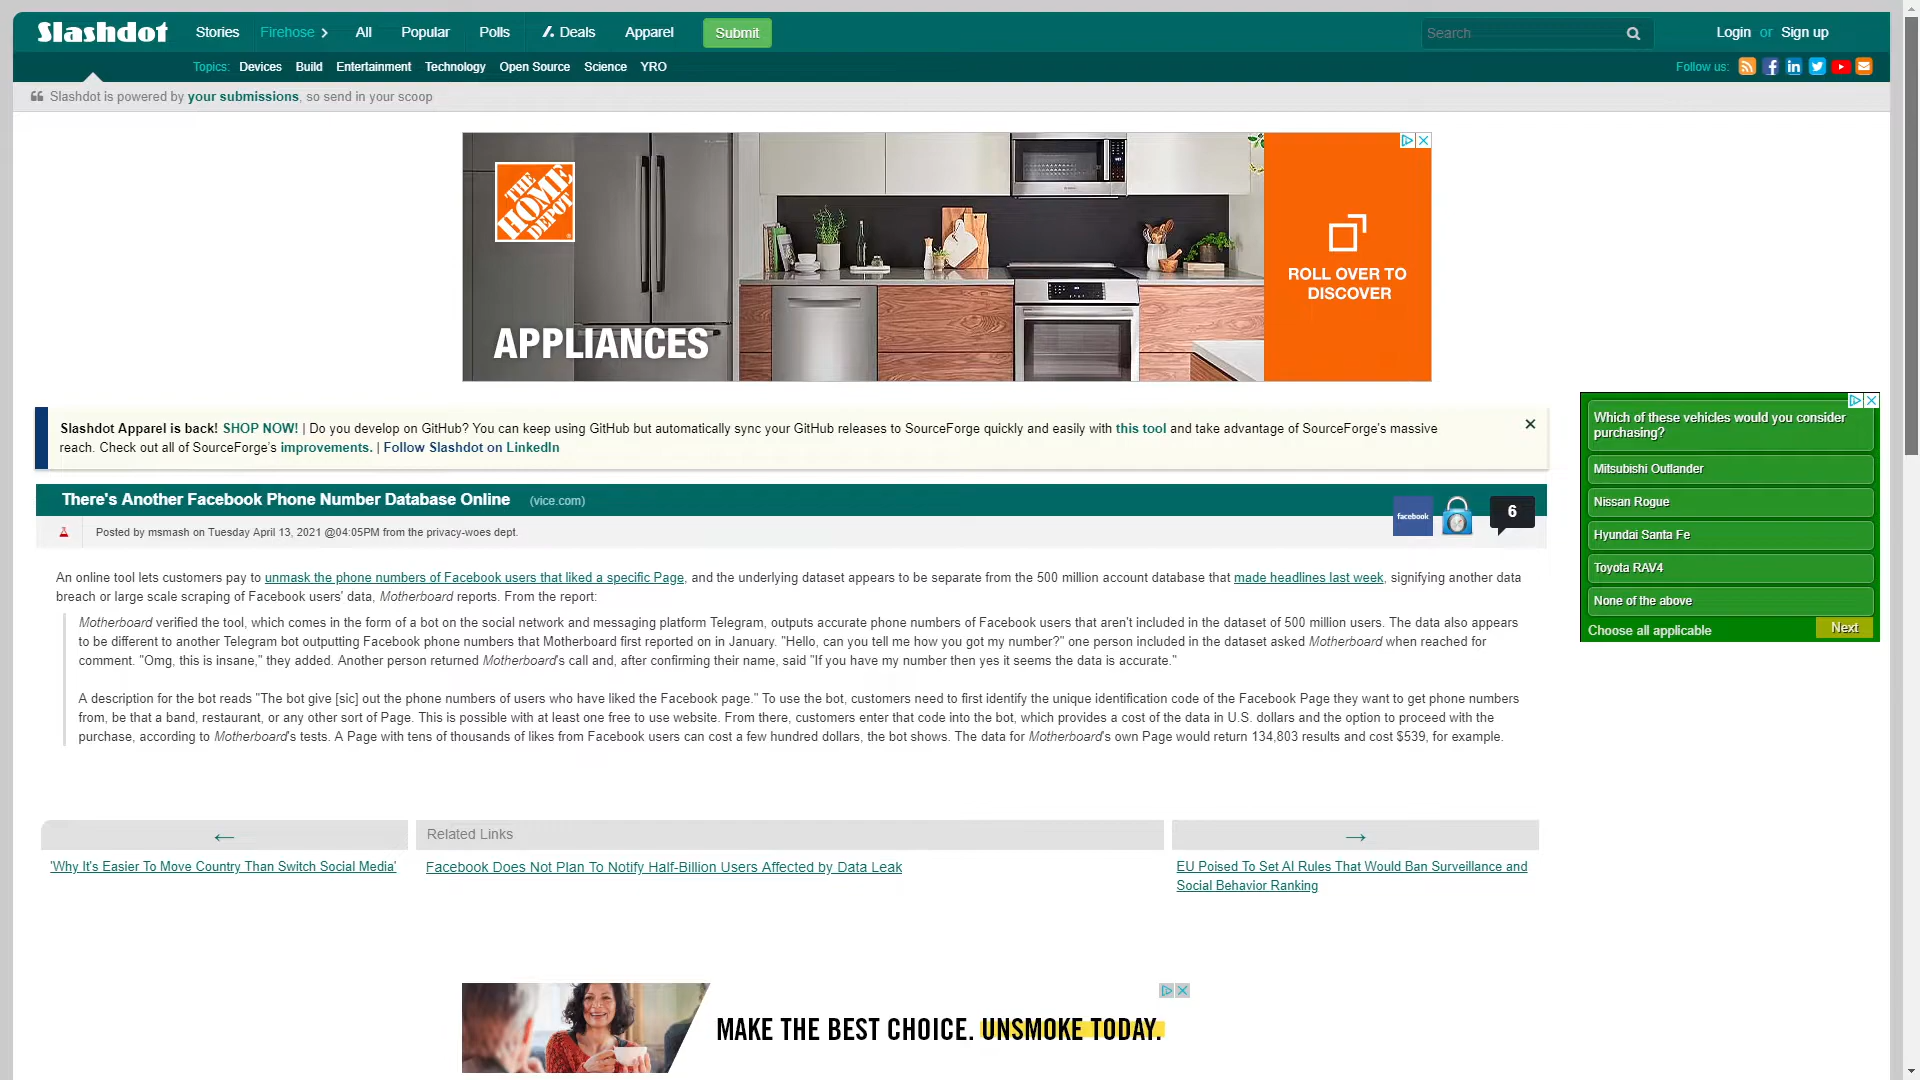 Slashdot Stories Firehose All Popular Polls Deals Apparel Submit Search Login or Sign up
Topics: Devices Build Entertainment Technology Open Source Science YRO Follow us:
Slashdot is powered by your submissions, so send in your scoop
THE HOME DEPOT
APPLIANCES
ROLL OVER TO
DISCOVER
Slashdot Apparel is back! SHOP NOW! | Do you develop on GitHub? You can keep using GitHub but automatically sync your GitHub releases to SourceForge quickly and easily with this tool and take advantage of SourceForge's massive
reach. Check out all of SourceForge's improvements. | Follow Slashdot on LinkedIn
There's Another Facebook Phone Number Database Online (vice.com)
facebook
6
Posted by msmash on Tuesday April 13, 2021 @04:05PM from the privacy-woes dept.
An online tool lets customers pay to unmask the phone numbers of Facebook users that liked a specific Page, and the underlying dataset appears to be separate from the 500 million account database that made headlines last week, signifying another data
breach or large scale scraping of Facebook users' data, Motherboard reports. From the report:
Motherboard verified the tool, which comes in the form of a bot on the social network and messaging platform Telegram, outputs accurate phone numbers of Facebook users that aren't included in the dataset of 500 million users. The data also appears
to be different to another Telegram bot outputting Facebook phone numbers that Motherboard first reported on in January. "Hello, can you tell me how you got my number?" one person included in the dataset asked Motherboard when reached for
comment. "Omg, this is insane," they added. Another person returned Motherboard's call and, after confirming their name, said "If you have my number then yes it seems the data is accurate."
A description for the bot reads "The bot give [sic] out the phone numbers of users who have liked the Facebook page." To use the bot, customers need to first identify the unique identification code of the Facebook Page they want to get phone numbers
from, be that a band, restaurant, or any other sort of Page. This is possible with at least one free to use website. From there, customers enter that code into the bot, which provides a cost of the data in U.S. dollars and the option to proceed with the
purchase, according to Motherboard's tests. A Page with tens of thousands of likes from Facebook users can cost a few hundred dollars, the bot shows. The data for Motherboard's own Page would return 134,803 results and cost $539, for example.
Which of these vehicles would you consider
purchasing?
Mitsubishi Outlander
Nissan Rogue
Hyundai Santa Fe
Toyota RAV4
None of the above
Choose all applicable Next
← Related Links →
'Why It's Easier To Move Country Than Switch Social Media'
Facebook Does Not Plan To Notify Half-Billion Users Affected by Data Leak
EU Poised To Set AI Rules That Would Ban Surveillance and
Social Behavior Ranking
MAKE THE BEST CHOICE. UNSMOKE TODAY.